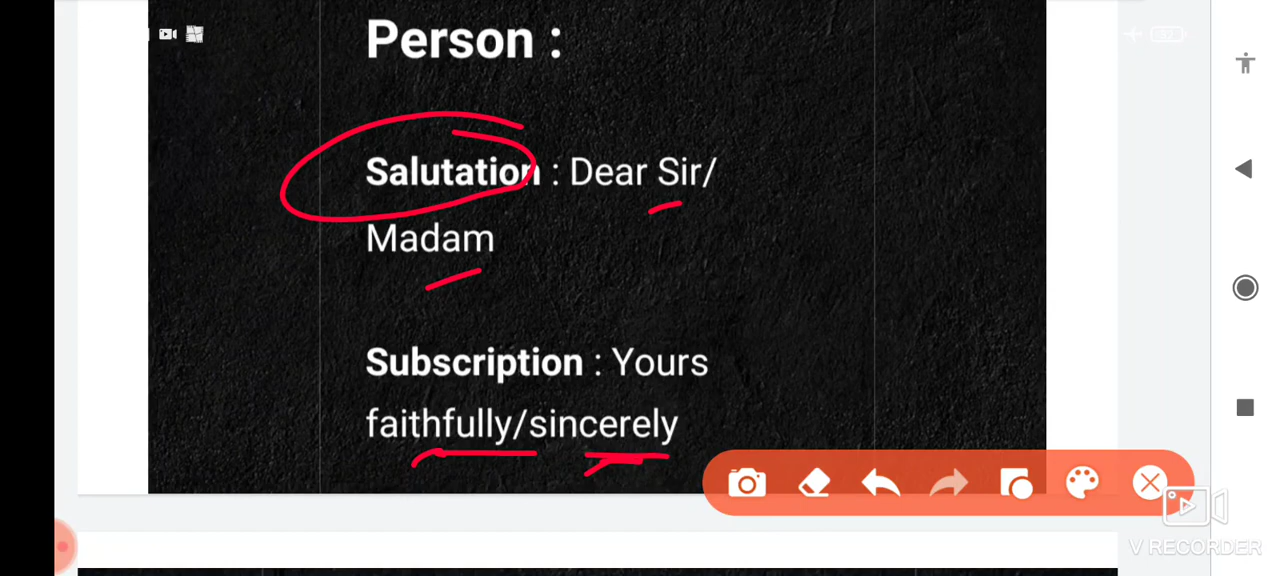 Person :
Salutation : Dear Sir/
Madam
Subscription : Yours
faithfully/sincerely
V RECORDER